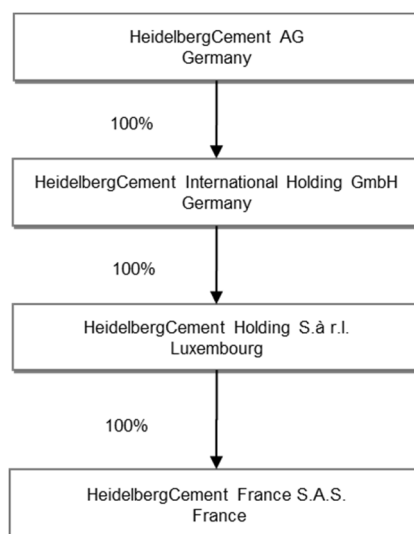 HeidelbergCement AG
Germany
100%
HeidelbergCement International Holding GmbH
Germany
100%
HeidelbergCement Holding S.à r.l.
Luxembourg
100%
HeidelbergCement France S.A.S.
France